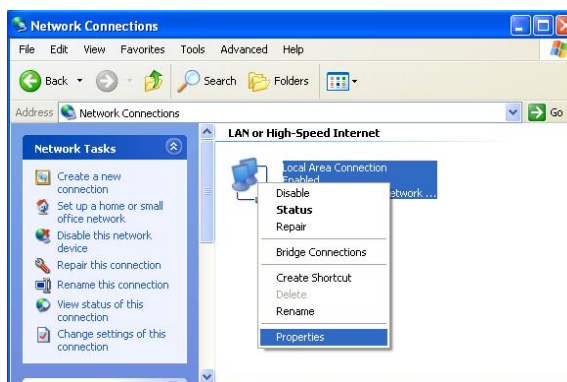 Network Connections
File Edit View Favorites Tools Advanced Help
Back Search Folders
Address Network Connections Go
LAN or High-Speed Internet
Network Tasks
Create a new
connection
Set up a home or small
office network
Disable this network
device
Repair this connection
Rename this connection
View status of this
connection
Change settings of this
connection
Local Area Connection
Enabled
etwork ...
Disable
Status
Repair
Bridge Connections
Create Shortcut
Delete
Rename
Properties